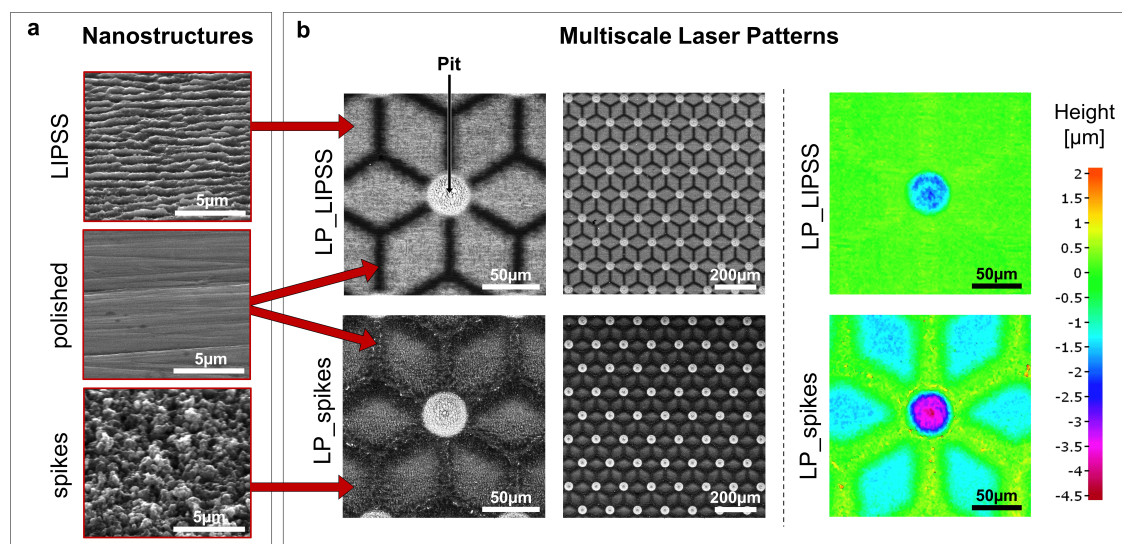 a
Nanostructures
LIPSS
5µm
polished
5µm
spikes
5µm
b
Multiscale Laser Patterns
Pit
LP_LIPSS
50µm
200µm
LP_LIPSS
50µm
LP_spikes
50µm
200µm
LP_spikes
50µm
Height
[µm]
2
1.5
1
0.5
0
-0.5
-1
-1.5
-2
-2.5
-3
-3.5
-4
-4.5